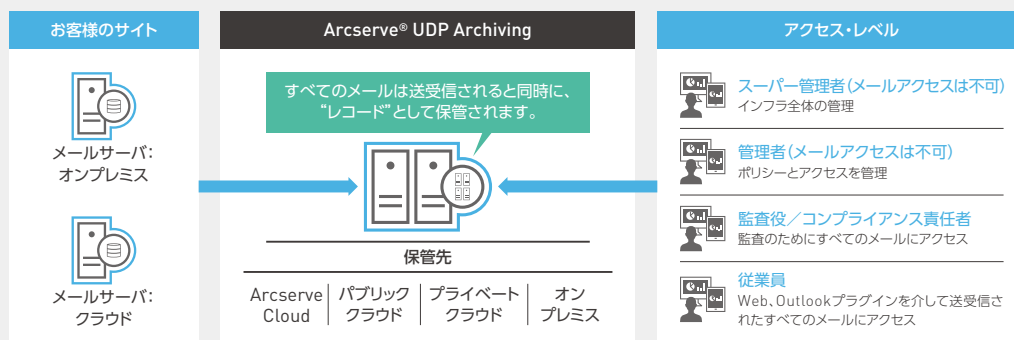 お客様のサイト
メールサーバ：
オンプレミス
メールサーバ：
クラウド
Arcserve® UDP Archiving
すべてのメールは送受信されると同時に、
“レコード”として保管されます。
保管先
Arcserve
Cloud
パブリック
クラウド
プライベート
クラウド
オン
プレミス
アクセス・レベル
スーパー管理者（メールアクセスは不可）
インフラ全体の管理
管理者（メールアクセスは不可）
ポリシーとアクセスを管理
監査役／コンプライアンス責任者
監査のためにすべてのメールにアクセス
従業員
Web、Outlookプラグインを介して送受信さ
れたすべてのメールにアクセス